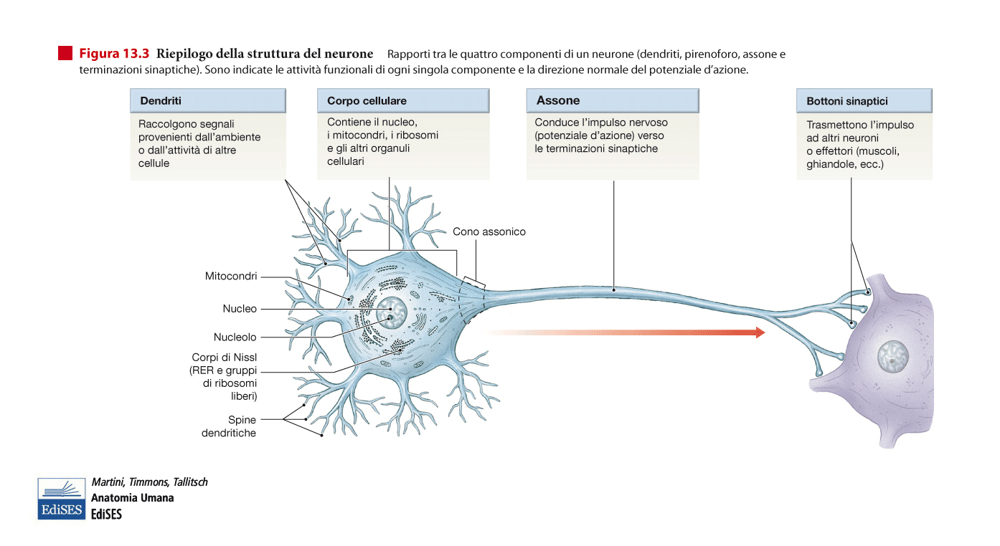 Figura 13.3 Riepilogo della struttura del neurone Rapporti tra le quattro componenti di un neurone (dendriti, pirenoforo, assone e
terminazioni sinaptiche). Sono indicate le attività funzionali di ogni singola componente e la direzione normale del potenziale d’azione.
Dendriti
Raccolgono segnali
provenienti dall’ambiente
o dall’attività di altre
cellule
Corpo cellulare
Contiene il nucleo,
i mitocondri, i ribosomi
e gli altri organuli
cellulari
Assone
Conduce l’impulso nervoso
(potenziale d’azione) verso
le terminazioni sinaptiche
Bottoni sinaptici
Trasmettono l’impulso
ad altri neuroni
o effettori (muscoli,
ghiandole, ecc.)
Cono assonico
Mitocondri
Nucleo
Nucleolo
Corpi di Nissl
(RER e gruppi
di ribosomi
liberi)
Spine
dendritiche
EdiSES
Martini, Timmons, Tallitsch
Anatomia Umana
EdiSES